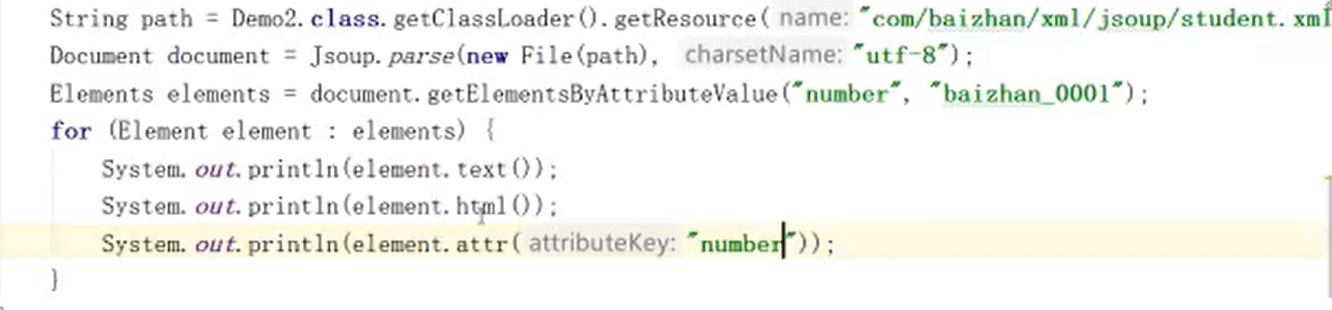 String path = Demo2.class.getClassLoader().getResource( name: "com/baizhan/xml/jsoup/student.xml
Document document = Jsoup.parse(new File(path), charsetName: "utf-8");
Elements elements = document.getElementsByAttributeValue("number", "baizhan_0001");
for (Element element : elements) {
System.out.println(element.text());
System.out.println(element.html());
System.out.println(element.attr( attributeKey: "number"));
}